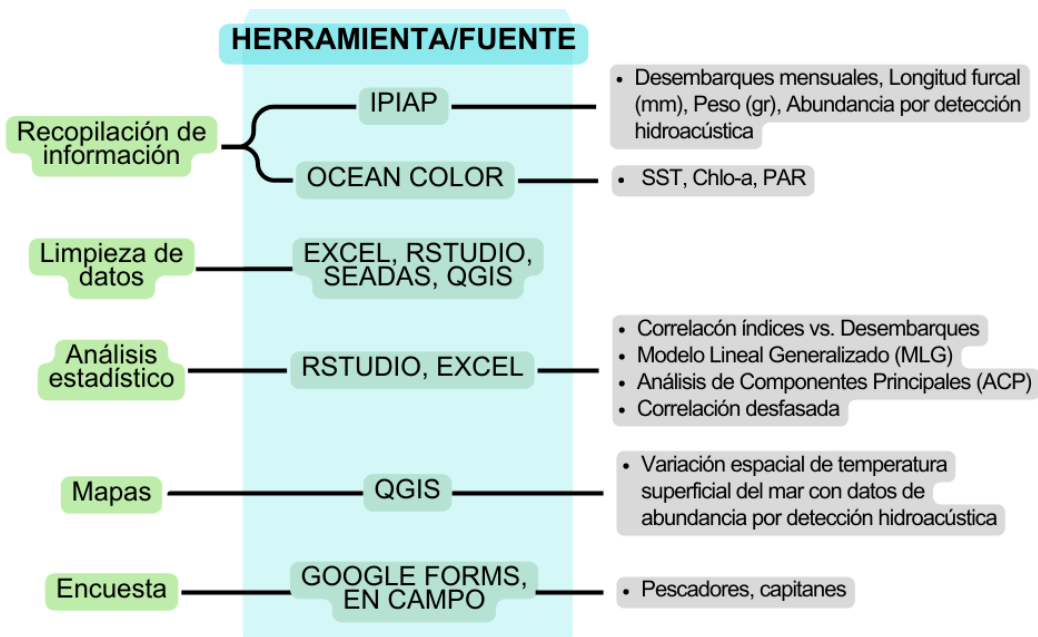 HERRAMIENTA/FUENTE
Recopilación de
información
IPIAP
• Desembarques mensuales, Longitud furcal
(mm), Peso (gr), Abundancia por detección
hidroacústica
OCEAN COLOR
• SST, Chlo-a, PAR
Limpieza de
datos
EXCEL, RSTUDIO,
SEADAS, QGIS
Análisis
estadístico
RSTUDIO, EXCEL
• Correlacón índices vs. Desembarques
• Modelo Lineal Generalizado (MLG)
• Análisis de Componentes Principales (ACP)
• Correlación desfasada
Mapas
QGIS
• Variación espacial de temperatura
superficial del mar con datos de
abundancia por detección hidroacústica
Encuesta
GOOGLE FORMS,
EN CAMPO
• Pescadores, capitanes